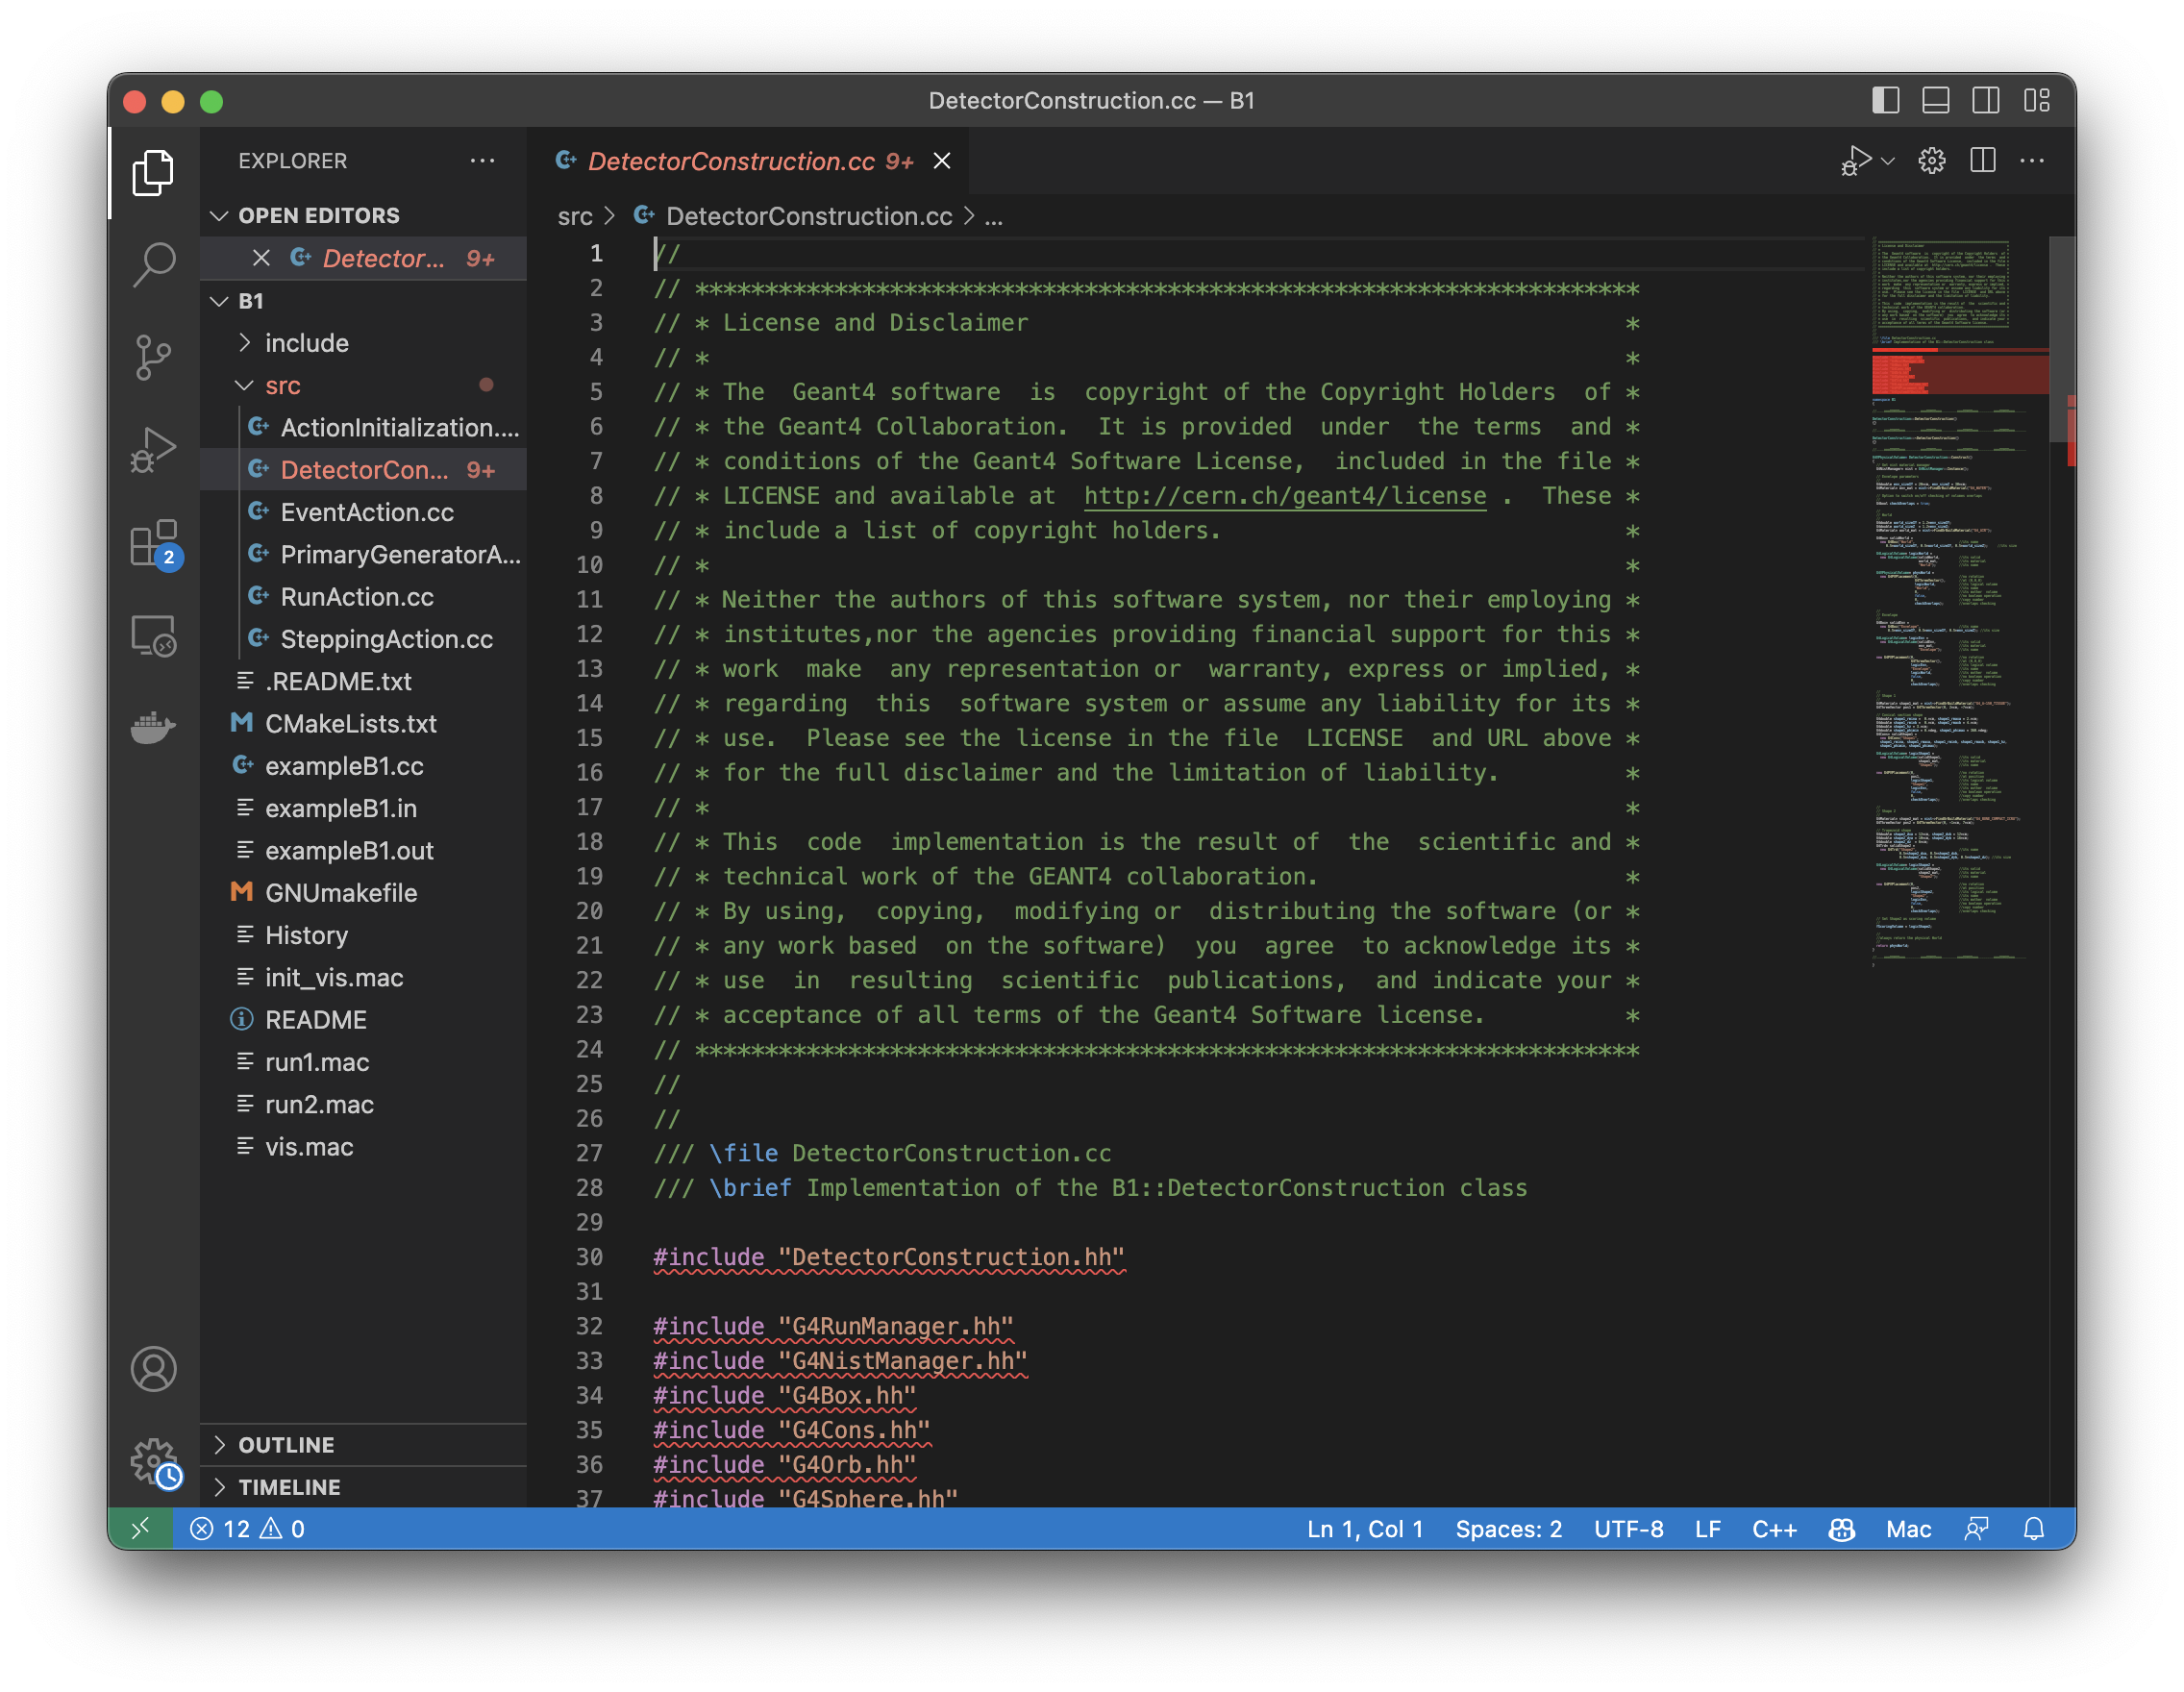 DetectorConstruction.cc — B1
EXPLORER
OPEN EDITORS
Detector... 9+
B1
include
src
ActionInitialization....
DetectorCon... 9+
EventAction.cc
PrimaryGeneratorA...
RunAction.cc
SteppingAction.cc
.README.txt
CMakeLists.txt
exampleB1.cc
exampleB1.in
exampleB1.out
GNUmakefile
History
init_vis.mac
README
run1.mac
run2.mac
vis.mac
OUTLINE
TIMELINE
2
DetectorConstruction.cc 9+
src > DetectorConstruction.cc > ...
1 //
2 // ********************************************************************
3 // * License and Disclaimer                                           *
4 // *                                                                  *
5 // * The  Geant4 software  is  copyright of the Copyright Holders  of *
6 // * the Geant4 Collaboration.  It is provided  under  the terms  and *
7 // * conditions of the Geant4 Software License,  included in the file *
8 // * LICENSE and available at  http://cern.ch/geant4/license .  These *
9 // * include a list of copyright holders.                             *
10 // *                                                                  *
11 // * Neither the authors of this software system, nor their employing *
12 // * institutes,nor the agencies providing financial support for this *
13 // * work  make  any representation or  warranty, express or implied, *
14 // * regarding  this  software system or assume any liability for its *
15 // * use.  Please see the license in the file  LICENSE  and URL above *
16 // * for the full disclaimer and the limitation of liability.         *
17 // *                                                                  *
18 // * This  code  implementation is the result of  the  scientific and *
19 // * technical work of the GEANT4 collaboration.                      *
20 // * By using,  copying,  modifying or  distributing the software (or *
21 // * any work based  on the software)  you  agree  to acknowledge its *
22 // * use  in  resulting  scientific  publications,  and indicate your *
23 // * acceptance of all terms of the Geant4 Software license.          *
24 // ********************************************************************
25 //
26 //
27 /// \file DetectorConstruction.cc
28 /// \brief Implementation of the B1::DetectorConstruction class
29
30 #include "DetectorConstruction.hh"
31
32 #include "G4RunManager.hh"
33 #include "G4NistManager.hh"
34 #include "G4Box.hh"
35 #include "G4Cons.hh"
36 #include "G4Orb.hh"
37 #include "G4Sphere.hh"
12 0
Ln 1, Col 1 Spaces: 2 UTF-8 LF C++ Mac